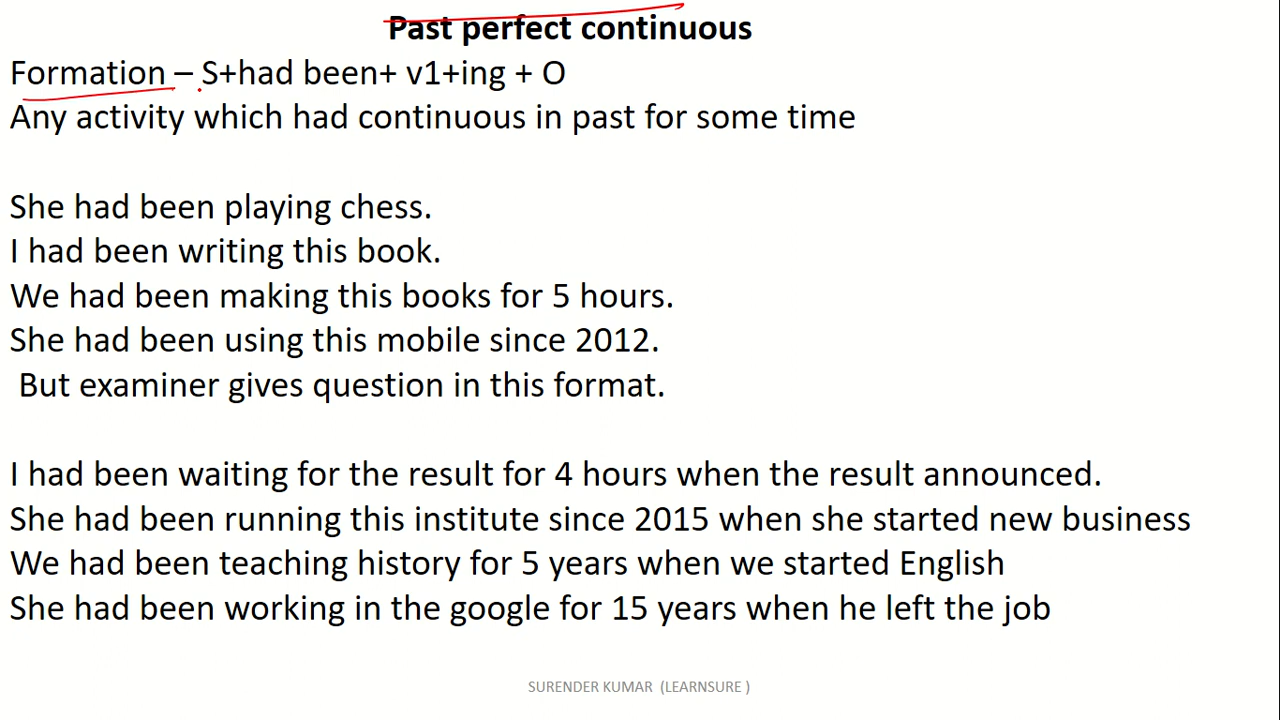 Past perfect continuous
Formation – S+had been+ v1+ing + O
Any activity which had continuous in past for some time
She had been playing chess.
I had been writing this book.
We had been making this books for 5 hours.
She had been using this mobile since 2012.
But examiner gives question in this format.
I had been waiting for the result for 4 hours when the result announced.
She had been running this institute since 2015 when she started new business
We had been teaching history for 5 years when we started English
She had been working in the google for 15 years when he left the job
SURENDER KUMAR (LEARNSURE )